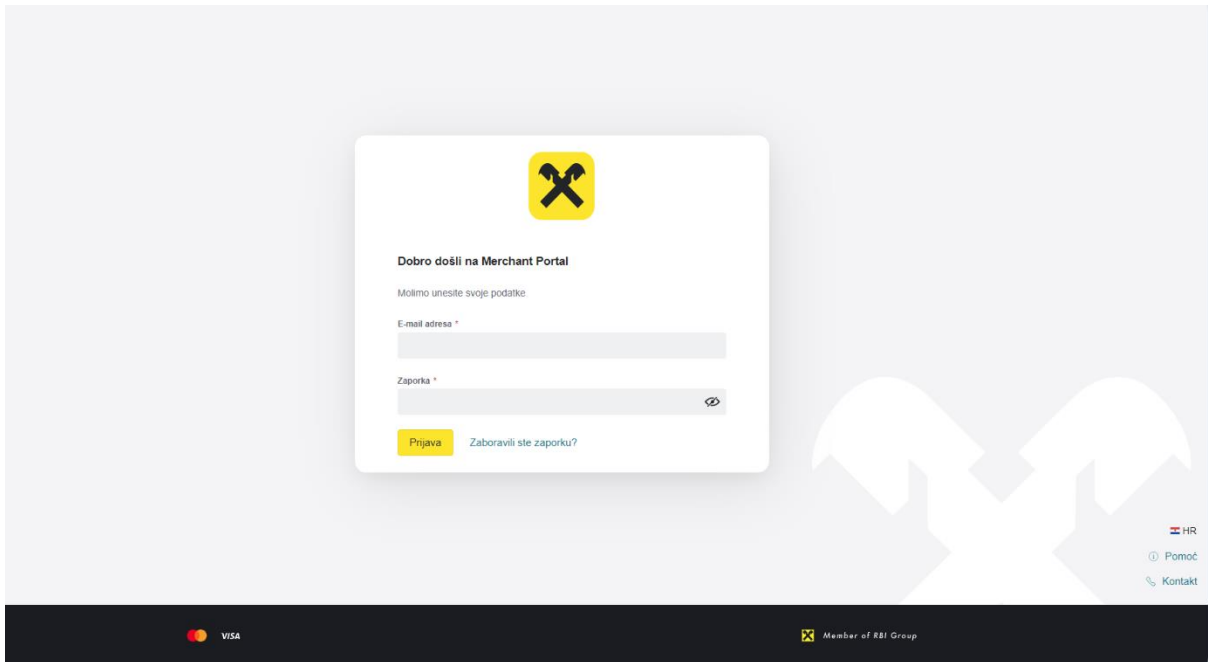 Dobro došli na Merchant Portal
Molimo unesite svoje podatke
E-mail adresa *
Zaporka *
Prijava Zaboravili ste zaporku?
HR
Pomoć
Kontakt
VISA Member of RBI Group